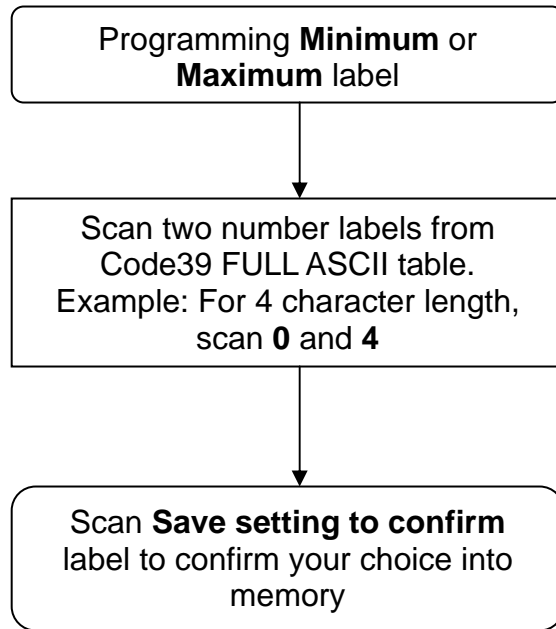 Programming Minimum or
Maximum label
Scan two number labels from
Code39 FULL ASCII table.
Example: For 4 character length,
scan 0 and 4
Scan Save setting to confirm
label to confirm your choice into
memory